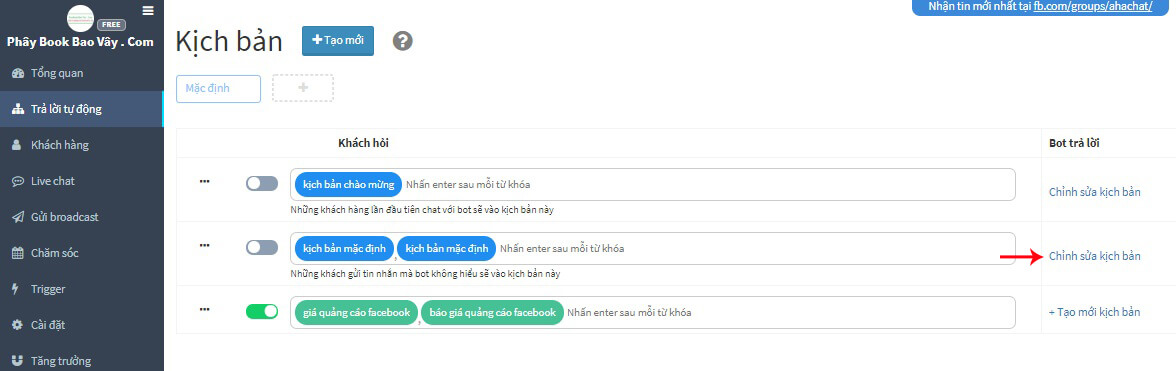 Nhận tin mới nhất tại fb.com/groups/ahachat/
FREE
Phây Book Bao Vây . Com
Tổng quan
Trả lời tự động
Khách hàng
Live chat
Gửi broadcast
Chăm sóc
Trigger
Cài đặt
Tăng trưởng
Kịch bản
+Tạo mới
?
Mặc định
+
Khách hỏi
Bot trả lời
kịch bản chào mừng Nhấn enter sau mỗi từ khóa
Những khách hàng lần đầu tiên chat với bot sẽ vào kịch bản này
Chỉnh sửa kịch bản
kịch bản mặc định , kịch bản mặc định Nhấn enter sau mỗi từ khóa
Những khách gửi tin nhắn mà bot không hiểu sẽ vào kịch bản này
Chỉnh sửa kịch bản
giá quảng cáo facebook , báo giá quảng cáo facebook Nhấn enter sau mỗi từ khóa
+ Tạo mới kịch bản